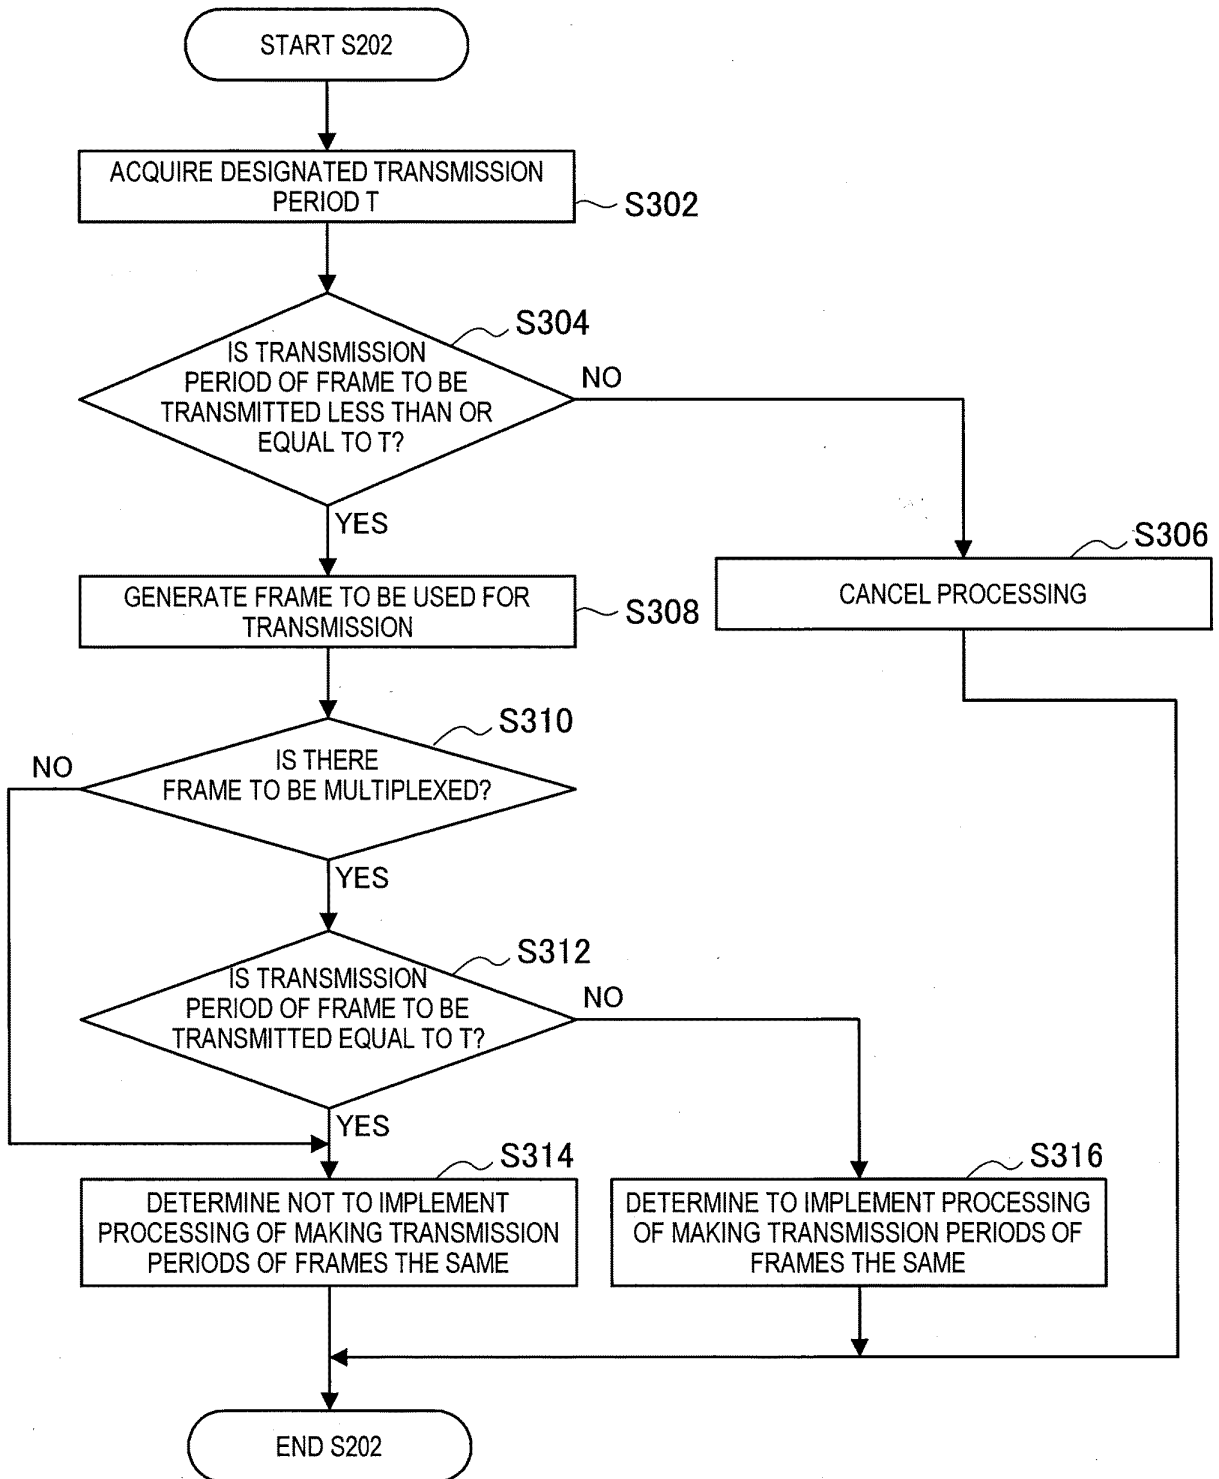 START S202
ACQUIRE DESIGNATED TRANSMISSION
PERIOD T
S302
S304
IS TRANSMISSION
PERIOD OF FRAME TO BE
TRANSMITTED LESS THAN OR
EQUAL TO T?
NO
YES
S306
CANCEL PROCESSING
GENERATE FRAME TO BE USED FOR
TRANSMISSION
S308
S310
IS THERE
FRAME TO BE MULTIPLEXED?
NO
YES
S312
IS TRANSMISSION
PERIOD OF FRAME TO BE
TRANSMITTED EQUAL TO T?
NO
YES
S314
DETERMINE NOT TO IMPLEMENT
PROCESSING OF MAKING TRANSMISSION
PERIODS OF FRAMES THE SAME
S316
DETERMINE TO IMPLEMENT PROCESSING
OF MAKING TRANSMISSION PERIODS OF
FRAMES THE SAME
END S202